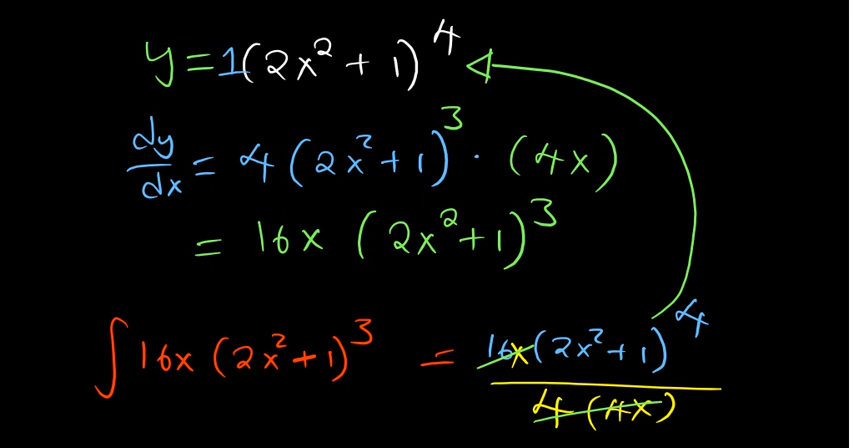 y = 1(2x² + 1)⁴
dy/dx = 4(2x² + 1)³ · (4x)
= 16x (2x² + 1)³
∫16x (2x² + 1)³ = 16x(2x² + 1)⁴ / 4(4x)